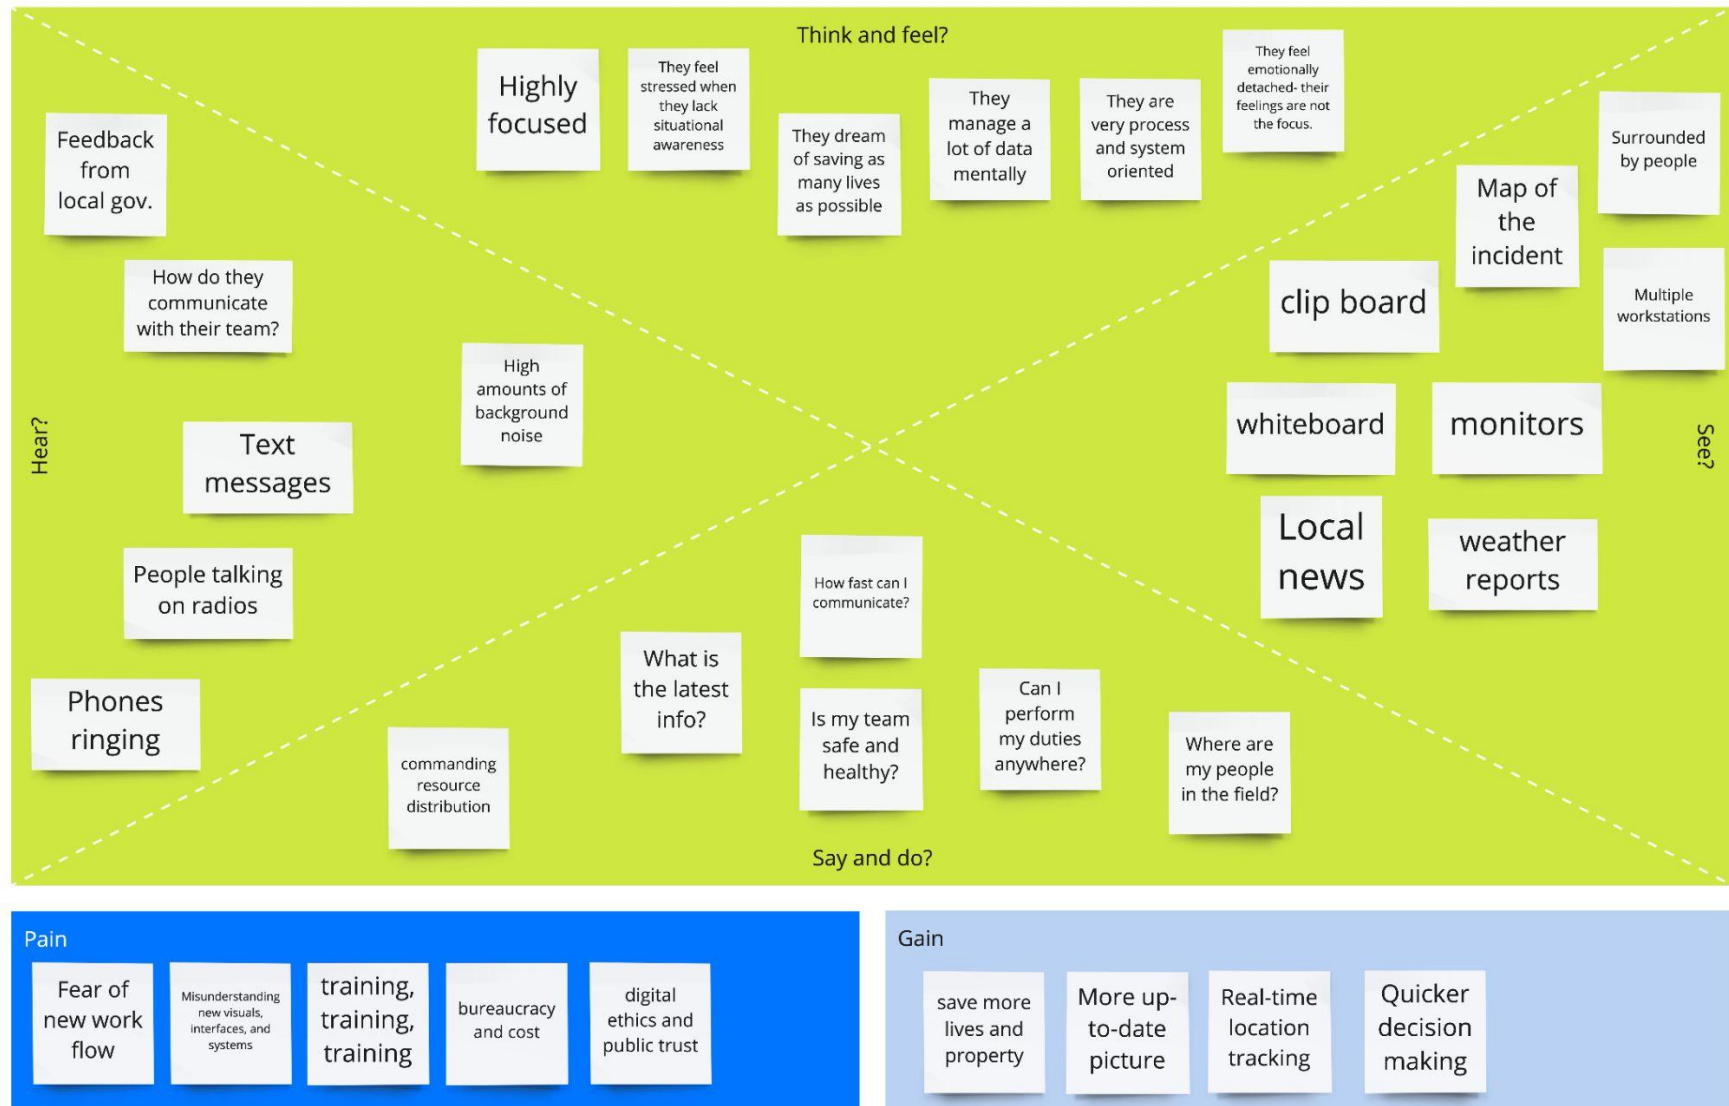 Think and feel?
Highly
focused
They feel
stressed when
they lack
situational
awareness
They dream
of saving as
many lives
as possible
They
manage a
lot of data
mentally
They are
very process
and system
oriented
They feel
emotionally
detached- their
feelings are not
the focus.
Hear?
Feedback
from
local gov.
How do they
communicate
with their team?
High
amounts of
background
noise
Text
messages
People talking
on radios
Phones
ringing
See?
Surrounded
by people
Map of
the
incident
clip board
Multiple
workstations
whiteboard
monitors
Local
news
weather
reports
How fast can I
communicate?
What is
the latest
info?
Is my team
safe and
healthy?
Can I
perform
my duties
anywhere?
Where are
my people
in the field?
commanding
resource
distribution
Say and do?
Pain
Fear of
new work
flow
Misunderstanding
new visuals,
interfaces, and
systems
training,
training,
training
bureaucracy
and cost
digital
ethics and
public trust
Gain
save more
lives and
property
More up-
to-date
picture
Real-time
location
tracking
Quicker
decision
making